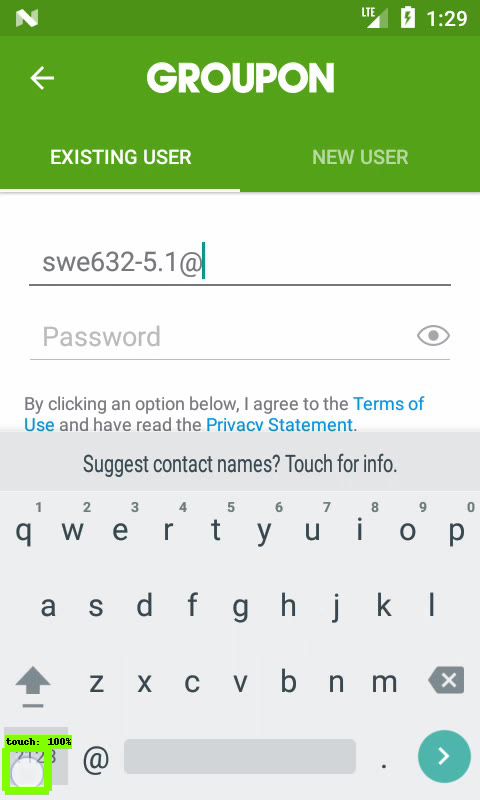 LTE 1:29
GROUPON
EXISTING USER NEW USER
swe632-5.1@
Password
By clicking an option below, I agree to the Terms of
Use and have read the Privacy Statement.
Suggest contact names? Touch for info.
1 2 3 4 5 6 7 8 9 0
q w e r t y u i o p
a s d f g h j k l
z x c v b n m
touch: 100%
@ .